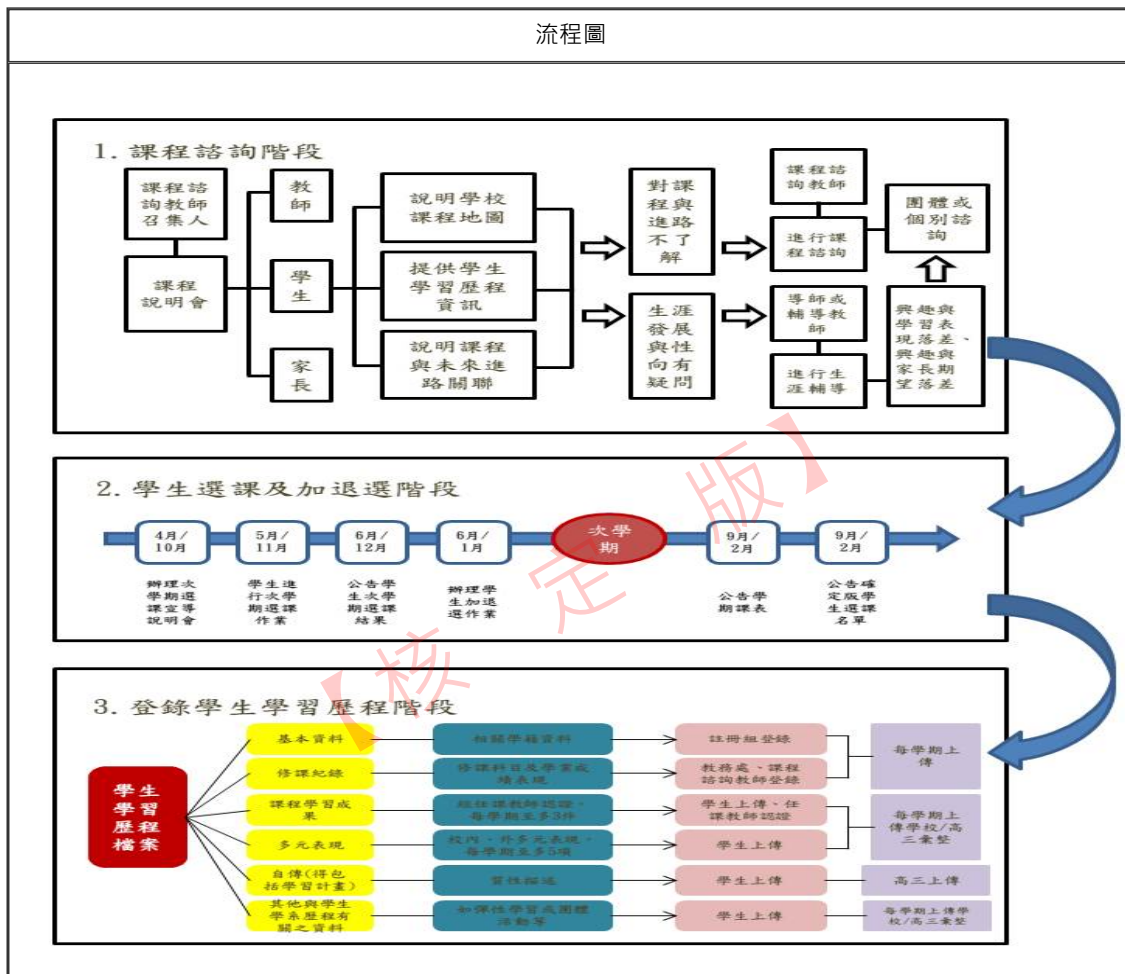 流程圖
1. 課程諮詢階段
課程諮
詢教師
召集人
課程
說明會
教
師
學
生
家
長
說明學校
課程地圖
提供學生
學習歷程
資訊
說明課程
與未來進
路關聯
對課
程與
進路
不了
解
生涯
發展
與性
向有
疑問
課程諮
詢教師
進行課
程諮詢
導師或
輔導教
師
進行生
涯輔導
團體或
個別諮
詢
興趣與
學習表
現落差、
興趣與
家長期
望落差
2. 學生選課及加退選階段
4月/
10月
5月/
11月
6月/
12月
6月/
1月
次學
期
9月/
2月
9月/
2月
辦理次
學期選
課宣導
說明會
學生進
行次學
期選課
作業
公告學
生次學
期選課
結果
辦理學
生加退
選作業
公告學
期課表
公告確
定版學
生選課
名單
3. 登錄學生學習歷程階段
學生
學習
歷程
檔案
基本資料
相關學籍資料
註冊組登錄
每學期上
傳
修課紀錄
修課科目及學業成
績表現
教務處、課程
諮詢教師登錄
課程學習成
果
經任課教師認證,
每學期至多3件
學生上傳、任
課教師認證
每學期上
傳學校/高
三彙整
多元表現
校內、外多元表現,
每學期至多5項
學生上傳
自傳(得包
括學習計畫)
質性描述
學生上傳
高三上傳
其他與學生
學系歷程有
關之資料
如彈性學習或團體
活動等
學生上傳
每學期上傳學
校/高三彙整
【核定版】